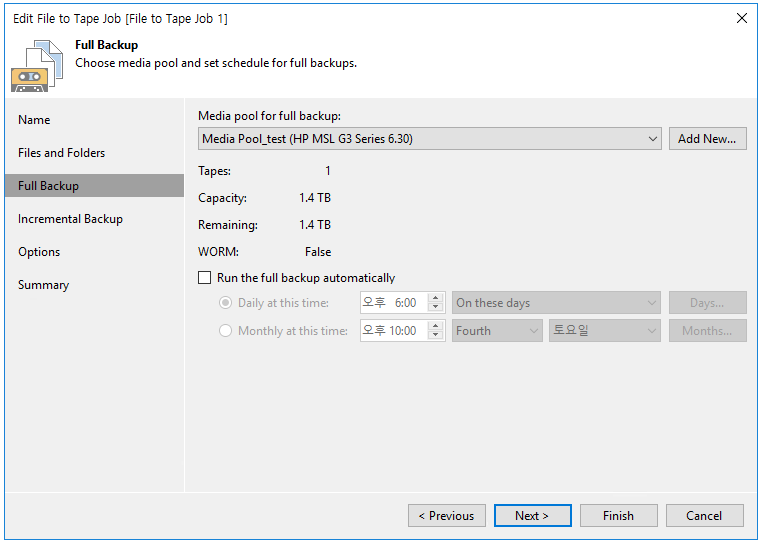 Edit File to Tape Job [File to Tape Job 1]
Full Backup
Choose media pool and set schedule for full backups.
Name
Files and Folders
Full Backup
Incremental Backup
Options
Summary
Media pool for full backup:
Media Pool_test (HP MSL G3 Series 6.30) Add New...
Tapes: 1
Capacity: 1.4 TB
Remaining: 1.4 TB
WORM: False
Run the full backup automatically
Daily at this time: 오후 6:00 On these days Days...
Monthly at this time: 오후 10:00 Fourth 토요일 Months...
< Previous Next > Finish Cancel